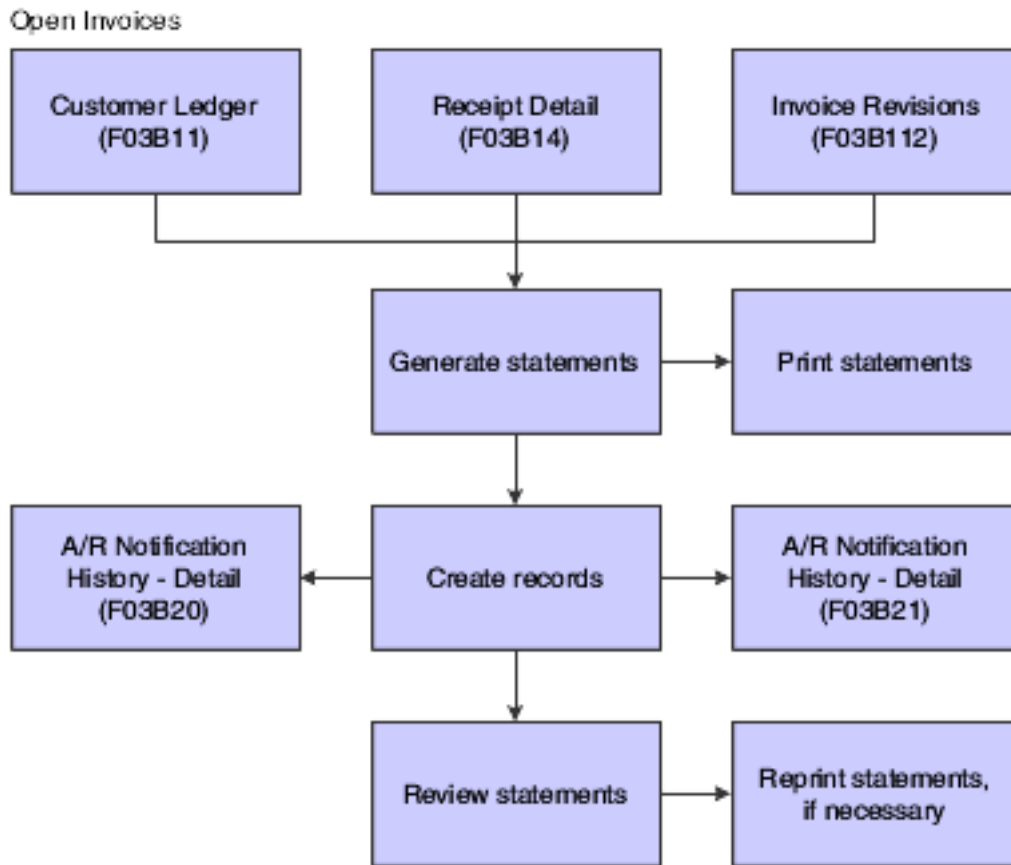 Open Invoices
Customer Ledger
(F03B11)
Receipt Detail
(F03B14)
Invoice Revisions
(F03B112)
Generate statements
Print statements
A/R Notification
History - Detail
(F03B20)
Create records
A/R Notification
History - Detail
(F03B21)
Review statements
Reprint statements,
if necessary